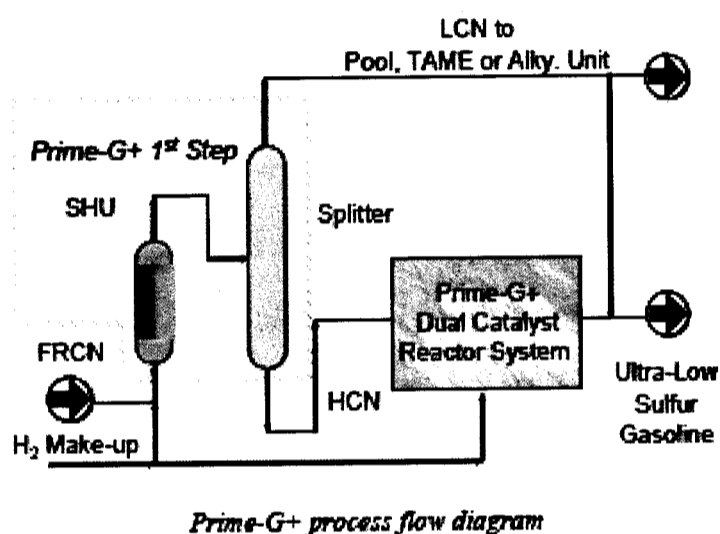 LCN to
Pool, TAME or Alky. Unit
Prime-G+ 1st Step
SHU
Splitter
Prime-G+
Dual Catalyst
Reactor System
FRCN
HCN
Ultra-Low
Sulfur
Gasoline
H₂ Make-up
Prime-G+ process flow diagram